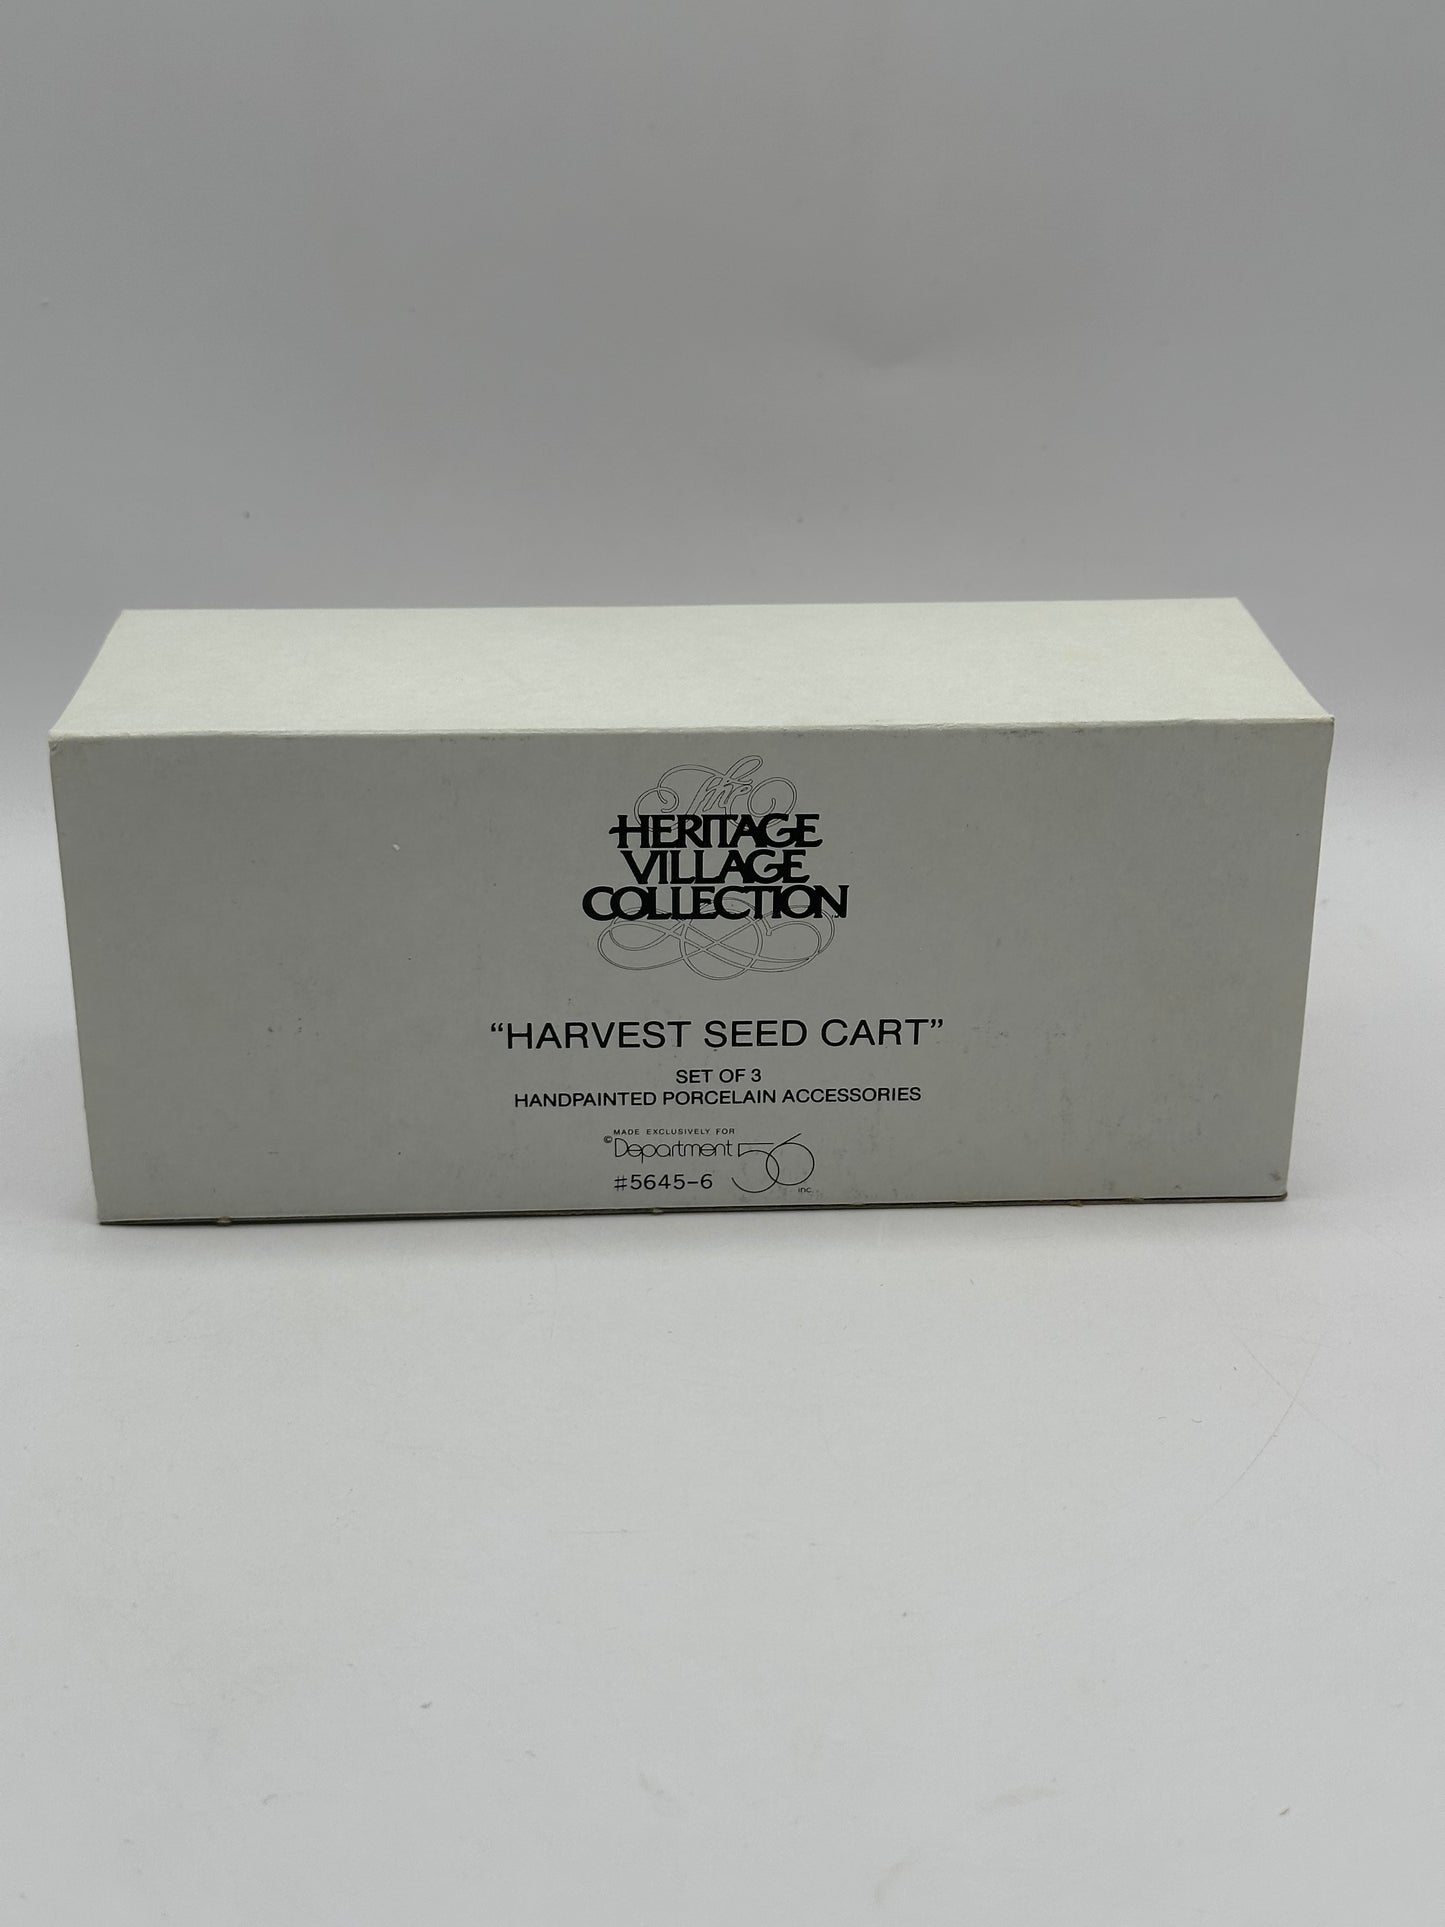 The
HERITAGE
VILLAGE
COLLECTION™
“HARVEST SEED CART”
SET OF 3
HANDPAINTED PORCELAIN ACCESSORIES
MADE EXCLUSIVELY FOR
©Department 56 inc.
#5645-6